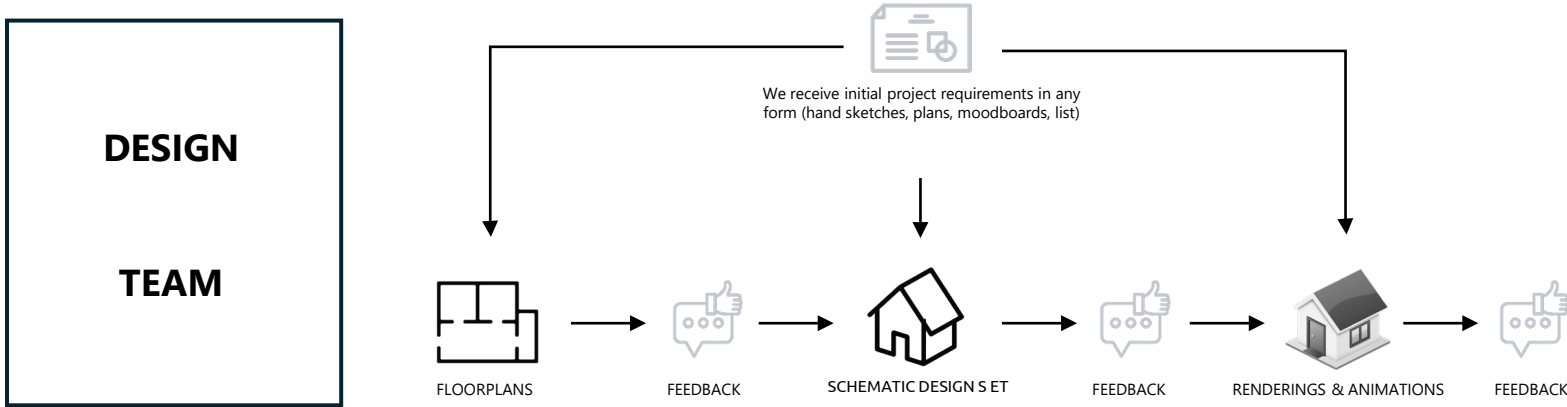 DESIGN
TEAM
We receive initial project requirements in any
form (hand sketches, plans, moodboards, list)
FLOORPLANS
FEEDBACK
SCHEMATIC DESIGN S ET
FEEDBACK
RENDERINGS & ANIMATIONS
FEEDBACK